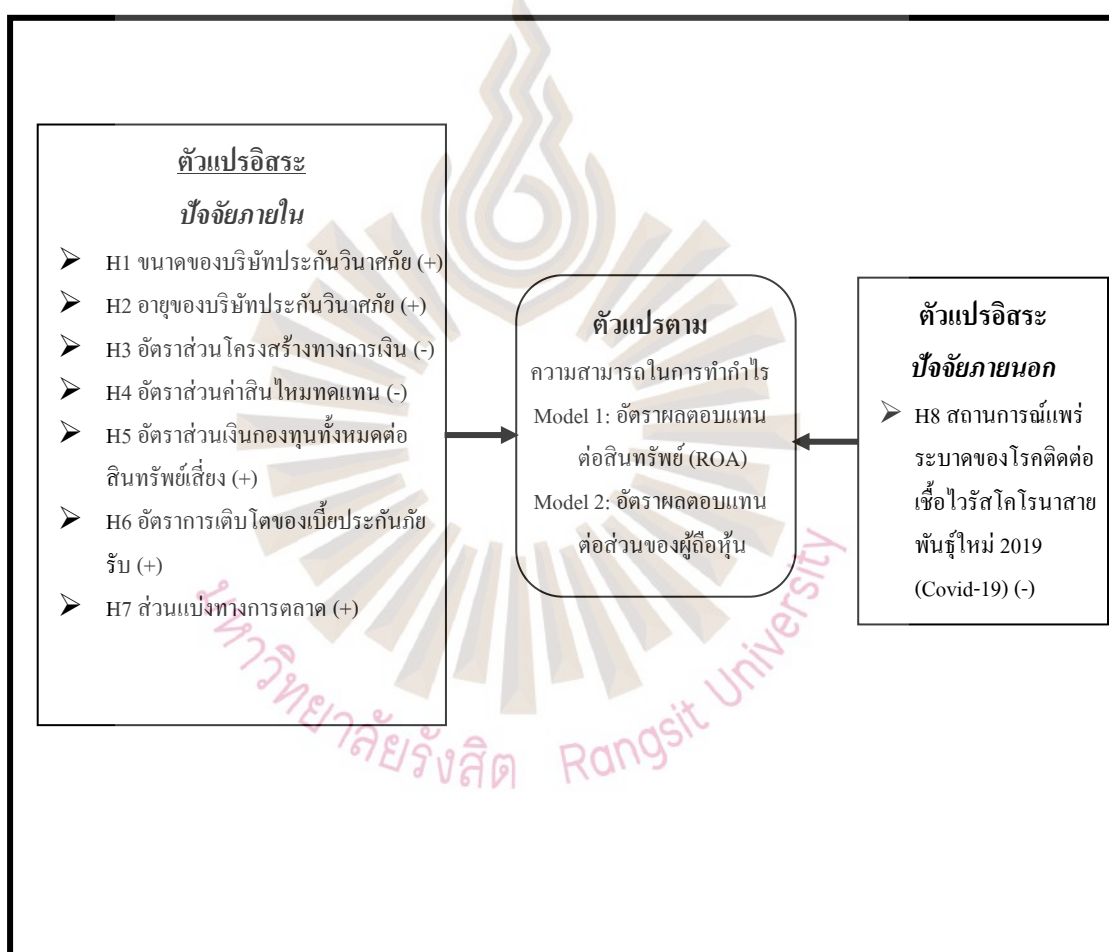 ตัวแปรอิสระ
ปัจจัยภายใน
H1 ขนาดของบริษัทประกันวินาศภัย (+)
H2 อายุของบริษัทประกันวินาศภัย (+)
H3 อัตราส่วนโครงสร้างทางการเงิน (-)
H4 อัตราส่วนค่าสินไหมทดแทน (-)
H5 อัตราส่วนเงินกองทุนทั้งหมดต่อ
สินทรัพย์เสี่ยง (+)
H6 อัตราการเติบโตของเบี้ยประกันภัย
รับ (+)
H7 ส่วนแบ่งทางการตลาด (+)
ตัวแปรตาม
ความสามารถในการทำกำไร
Model 1: อัตราผลตอบแทน
ต่อสินทรัพย์ (ROA)
Model 2: อัตราผลตอบแทน
ต่อส่วนของผู้ถือหุ้น
ตัวแปรอิสระ
ปัจจัยภายนอก
H8 สถานการณ์แพร่
ระบาดของโรคติดต่อ
เชื้อไวรัสโคโรนาสาย
พันธุ์ใหม่ 2019
(Covid-19) (-)
มหาวิทยาลัยรังสิต Rangsit University